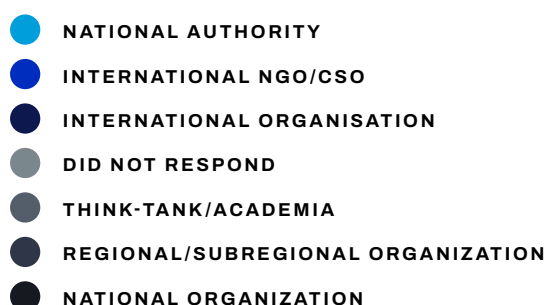 NATIONAL AUTHORITY
INTERNATIONAL NGO/CSO
INTERNATIONAL ORGANISATION
DID NOT RESPOND
THINK-TANK/ACADEMIA
REGIONAL/SUBREGIONAL ORGANIZATION
NATIONAL ORGANIZATION